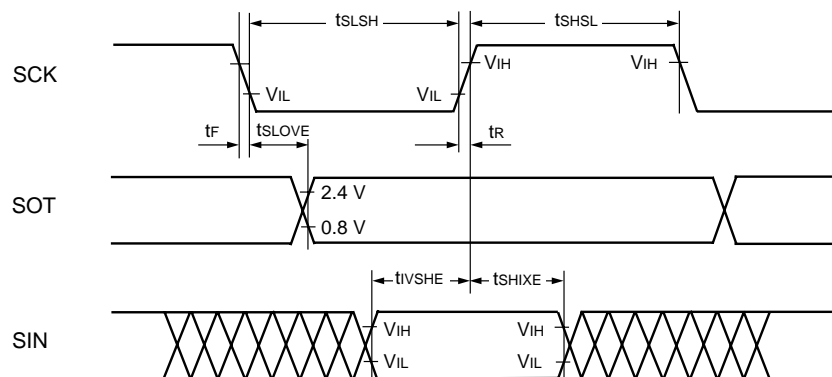 tSLSH tSHSL
SCK VIH VIH
VIL VIL
tF tSLOVE tR
2.4 V
SOT
0.8 V
tIVSHE tSHIXE
VIH VIH
SIN
VIL VIL